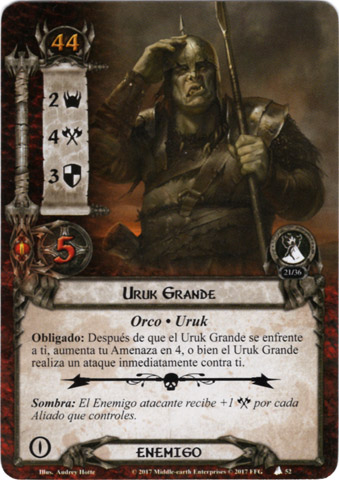 44
2
4
3
5
21/36
Uruk Grande
Orco • Uruk
Obligado: Después de que el Uruk Grande se enfrente
a ti, aumenta tu Amenaza en 4, o bien el Uruk Grande
realiza un ataque inmediatamente contra ti.
Sombra: El Enemigo atacante recibe +1 por cada
Aliado que controles.
ENEMIGO
Illus. Audrey Hotte © 2017 Middle-earth Enterprises © 2017 FFG 52